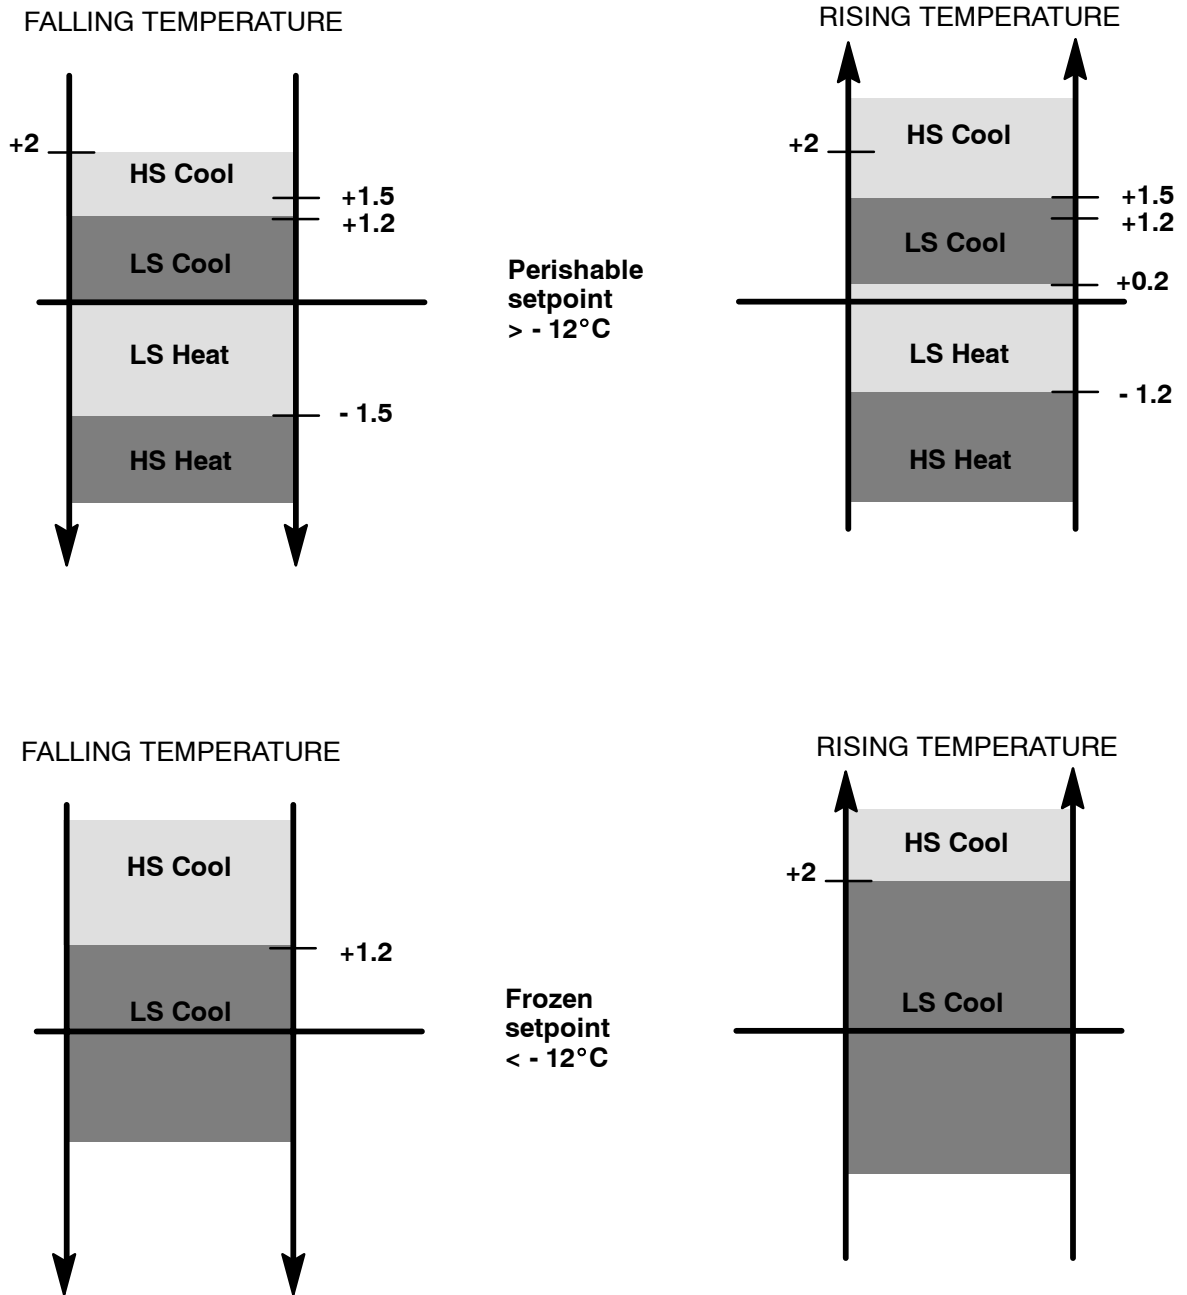 FALLING TEMPERATURE
+2
HS Cool
+1.5
+1.2
LS Cool
LS Heat
- 1.5
HS Heat
Perishable
setpoint
> - 12°C
RISING TEMPERATURE
HS Cool
+2
+1.5
+1.2
LS Cool
+0.2
LS Heat
- 1.2
HS Heat
FALLING TEMPERATURE
HS Cool
+1.2
LS Cool
Frozen
setpoint
< - 12°C
RISING TEMPERATURE
HS Cool
+2
LS Cool